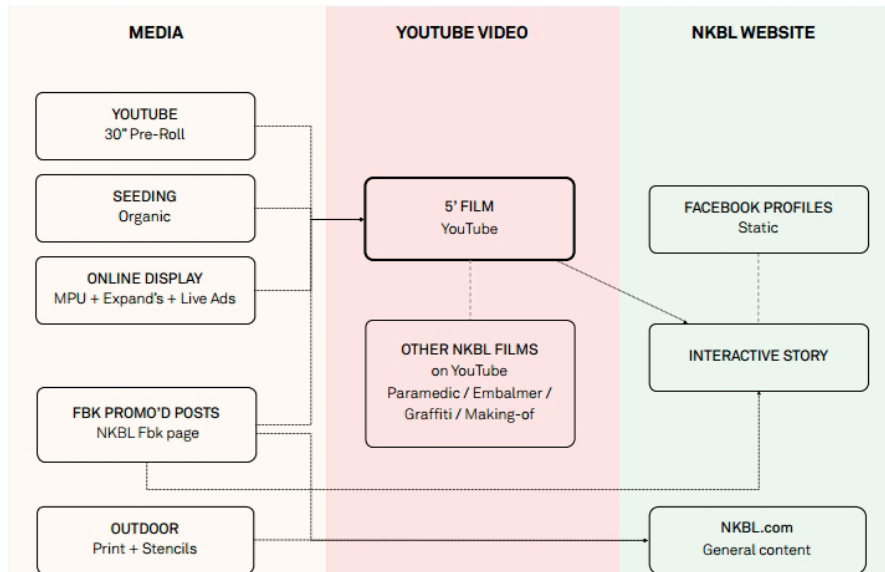 MEDIA
YOUTUBE VIDEO
NKBL WEBSITE
YOUTUBE
30" Pre-Roll
SEEDING
Organic
ONLINE DISPLAY
MPU + Expand's + Live Ads
FBK PROMO'D POSTS
NKBL Fbk page
OUTDOOR
Print + Stencils
5' FILM
YouTube
OTHER NKBL FILMS
on YouTube
Paramedic / Embalmer /
Graffiti / Making-of
FACEBOOK PROFILES
Static
INTERACTIVE STORY
NKBL.com
General content